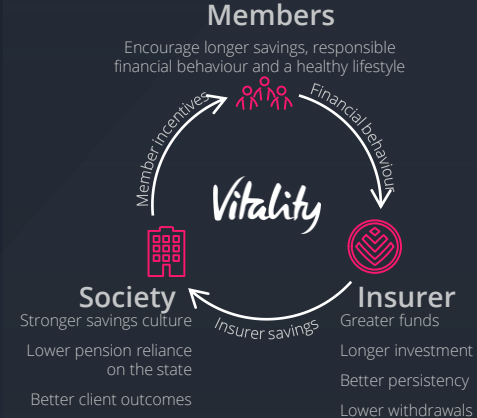 Members
Encourage longer savings, responsible
financial behaviour and a healthy lifestyle
Member incentives
Financial behaviour
Vitality
Society
Stronger savings culture
Lower pension reliance
on the state
Better client outcomes
Insurer savings
Insurer
Greater funds
Longer investment
Better persistency
Lower withdrawals